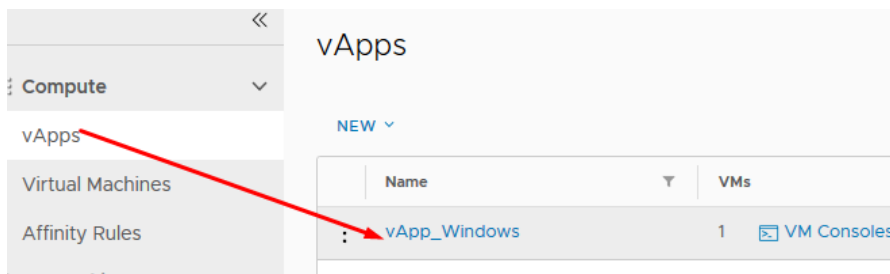 vApps
Compute
vApps
NEW
Virtual Machines
Name VMs
Affinity Rules
vApp_Windows 1 VM Consoles